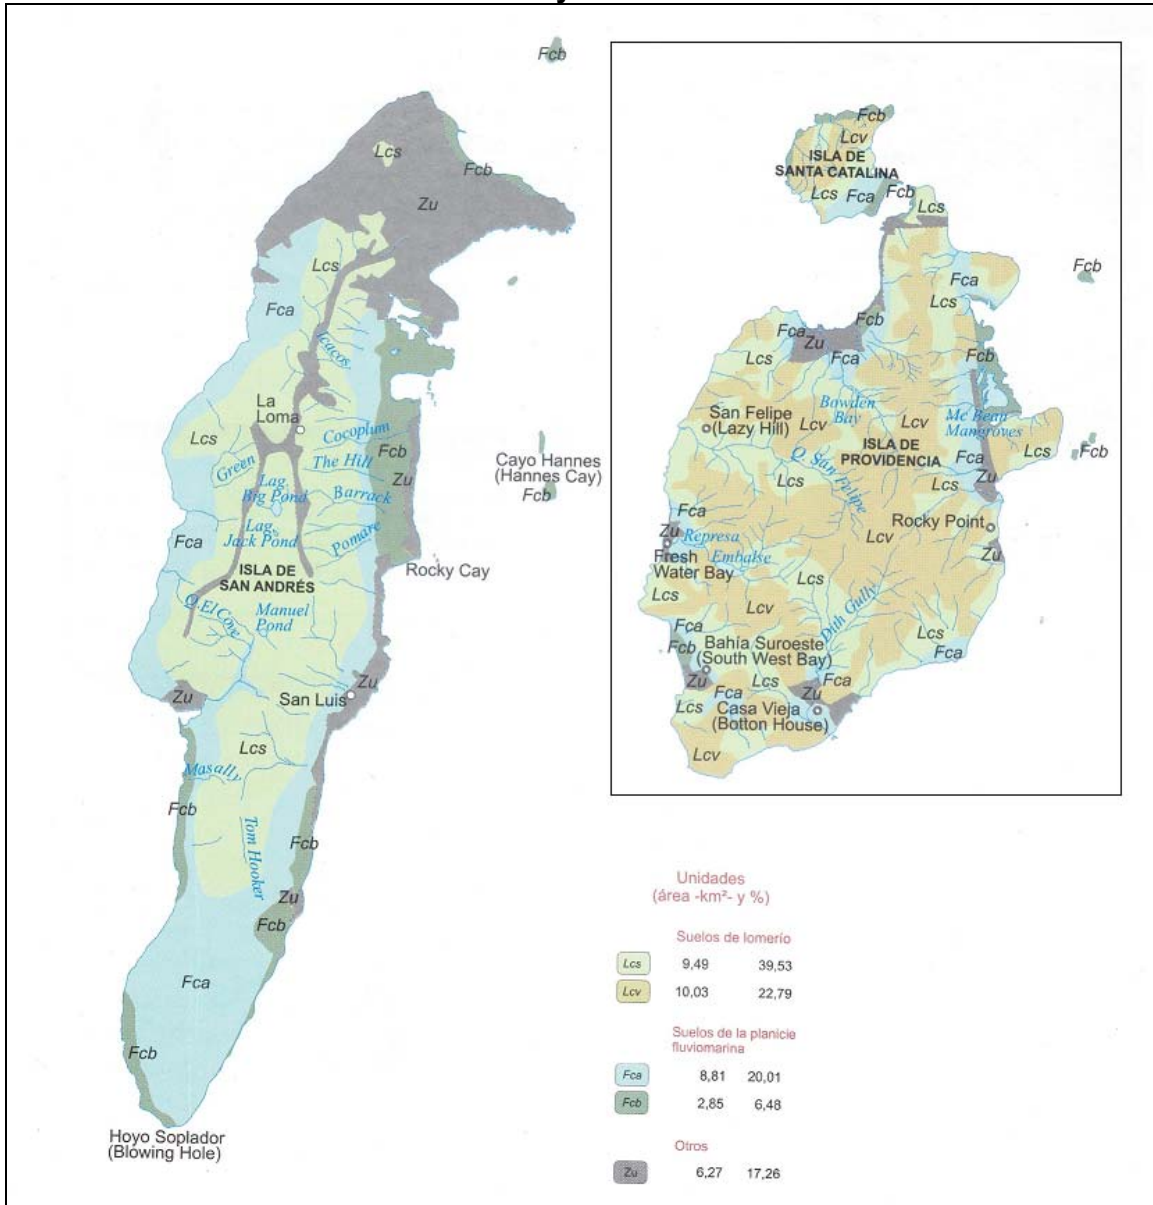 y
Fcb
Lcs
Fcb
Zu
Lcs
Fca
Icacos
La
Loma
Lcs
Cocoplum
Green
The Hill
Fcb
Lag.
Big Pond
Barrack
Zu
Lag.
Jack Pond
Pomare
Fca
ISLA DE
SAN ANDRÉS
Rocky Cay
Q. El Cove
Manuel
Pond
Zu
Zu
San Luis
Lcs
Masally
Fcb
Tom Hooker
Fcb
Zu
Fcb
Fca
Fcb
Hoyo Soplador
(Blowing Hole)
Cayo Hannes
(Hannes Cay)
Fcb
Fcb
Lcv
ISLA DE
SANTA CATALINA
Lcs
Fca
Fcb
Lcs
Fcb
Fca
Lcs
Fcb
Fca
Zu
Fca
Lcs
Fcb
Bowden
Bay
San Felipe
(Lazy Hill)
Lcv
Lcv
Mc Bean
Mangroves
ISLA DE
PROVIDENCIA
Lcs
Fcb
Q. San Felipe
Fca
Lcs
Lcs
Zu
Fca
Rocky Point
Zu
Represa
Lcv
Fresh
Water Bay
Embalse
Zu
Lcs
Lcs
Lcv
Dith Gully
Fca
Lcs
Fcb
Bahía Suroeste
(South West Bay)
Fca
Zu
Lcs
Fca
Zu
Fca
Lcs
Casa Vieja
(Botton House)
Lcv
Unidades
(área -km²- y %)
Suelos de lomerío
Lcs 9,49 39,53
Lcv 10,03 22,79
Suelos de la planicie
fluviomarina
Fca 8,81 20,01
Fcb 2,85 6,48
Otros
Zu 6,27 17,26